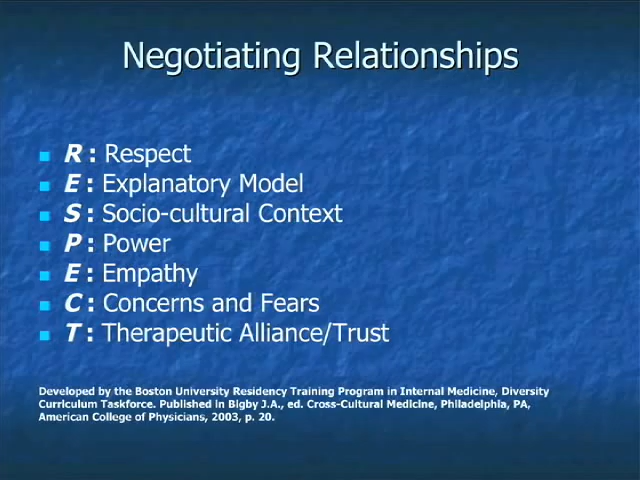 Negotiating Relationships
R : Respect
E : Explanatory Model
S : Socio-cultural Context
P : Power
E : Empathy
C : Concerns and Fears
T : Therapeutic Alliance/Trust
Developed by the Boston University Residency Training Program in Internal Medicine, Diversity
Curriculum Taskforce. Published in Bigby J.A., ed. Cross-Cultural Medicine, Philadelphia, PA,
American College of Physicians, 2003, p. 20.